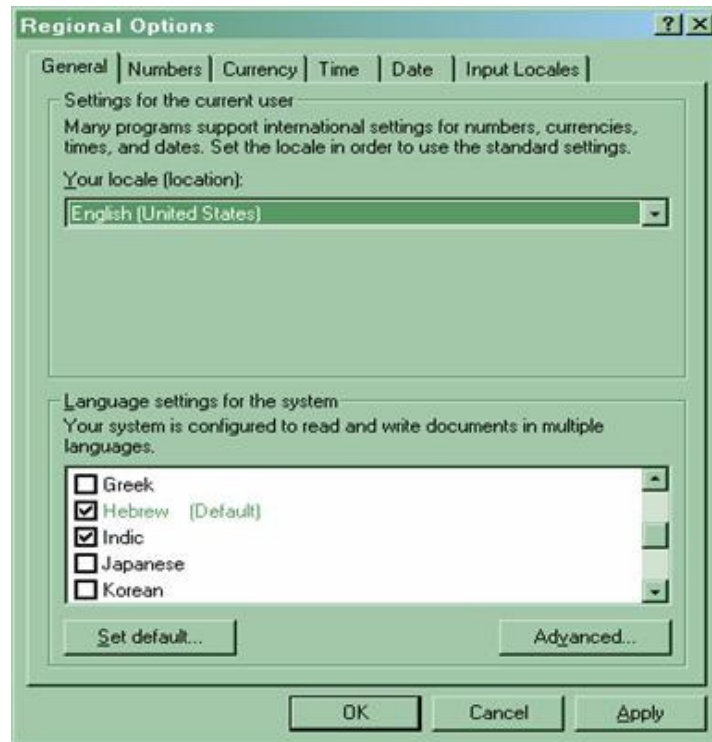 Regional Options
General Numbers Currency Time Date Input Locales
Settings for the current user
Many programs support international settings for numbers, currencies,
times, and dates. Set the locale in order to use the standard settings.
Your locale (location):
English (United States)
Language settings for the system
Your system is configured to read and write documents in multiple
languages.
Greek
Hebrew (Default)
Indic
Japanese
Korean
Set default... Advanced...
OK Cancel Apply